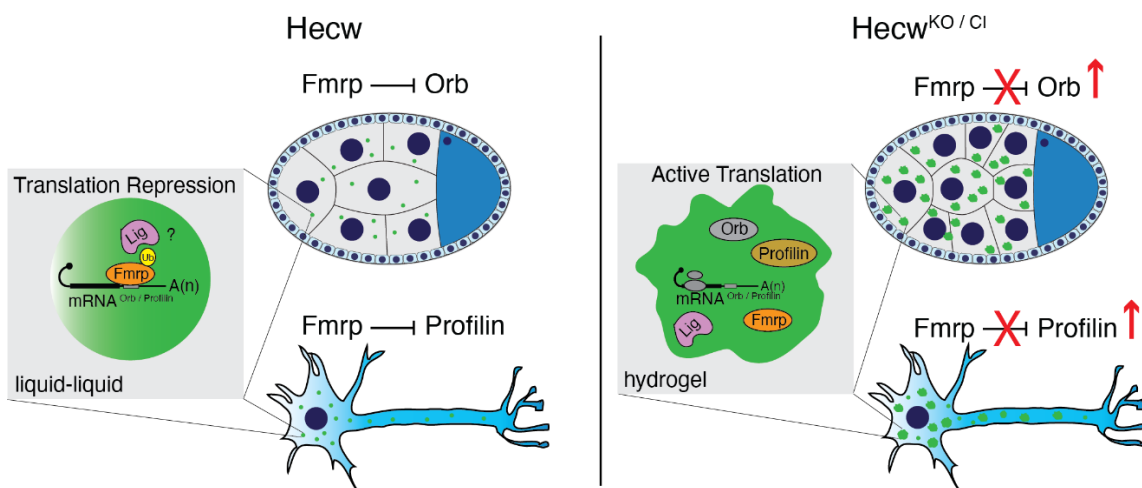 Hecw
Fmrp Orb
Translation Repression
Lig ?
Ub
Fmrp
A(n)
mRNA Orb / Profilin
liquid-liquid
Fmrp Profilin
Hecw KO / CI
Fmrp X Orb
Active Translation
Orb
Profilin
A(n)
mRNA Orb / Profilin
Lig
Fmrp
hydrogel
Fmrp X Profilin